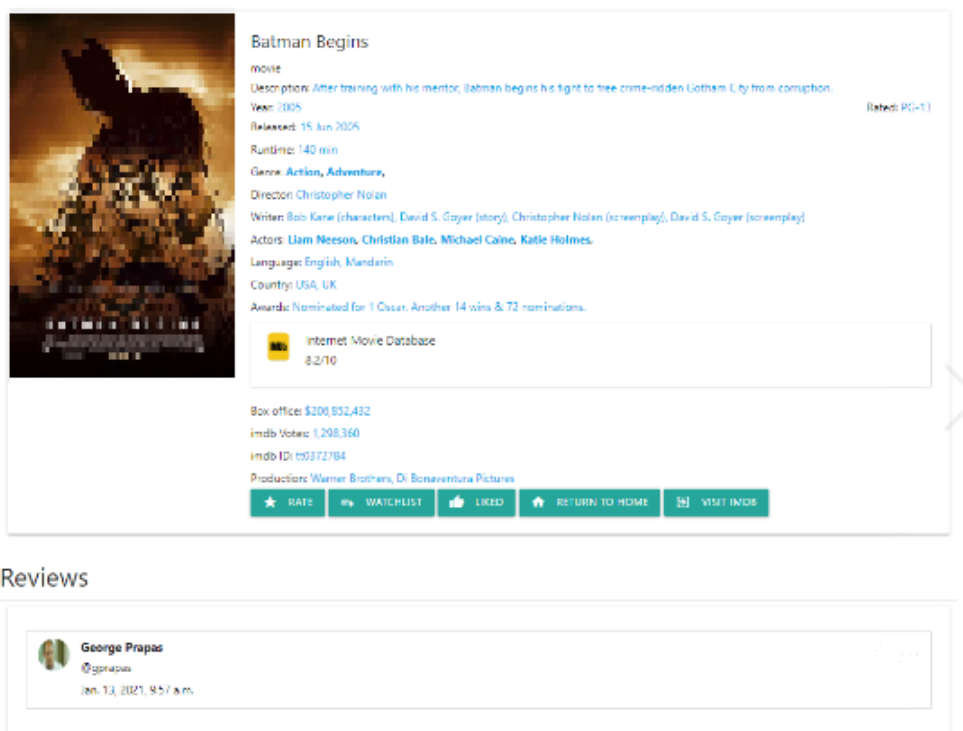 Batman Begins
movie
Description: After training with his mentor, Batman begins his fight to free crime-ridden Gotham City from corruption.
Year: 2005 Rated: PG-13
Released: 15 Jun 2005
Runtime: 140 min
Genre: Action, Adventure,
Director: Christopher Nolan
Writer: Bob Kane (characters), David S. Goyer (story), Christopher Nolan (screenplay), David S. Goyer (screenplay)
Actors: Liam Neeson, Christian Bale, Michael Caine, Katie Holmes,
Language: English, Mandarin
Country: USA, UK
Awards: Nominated for 1 Oscar. Another 14 wins & 72 nominations.
Internet Movie Database
8.2/10
Box office: $206,852,432
imdb Votes: 1,298,360
imdb ID: tt0372784
Production: Warner Brothers, Di Bonaventura Pictures
RATE WATCHLIST LIKED RETURN TO HOME VISIT IMDB
Reviews
George Prapas
@gprapas
Jan. 13, 2021, 9:57 a.m.